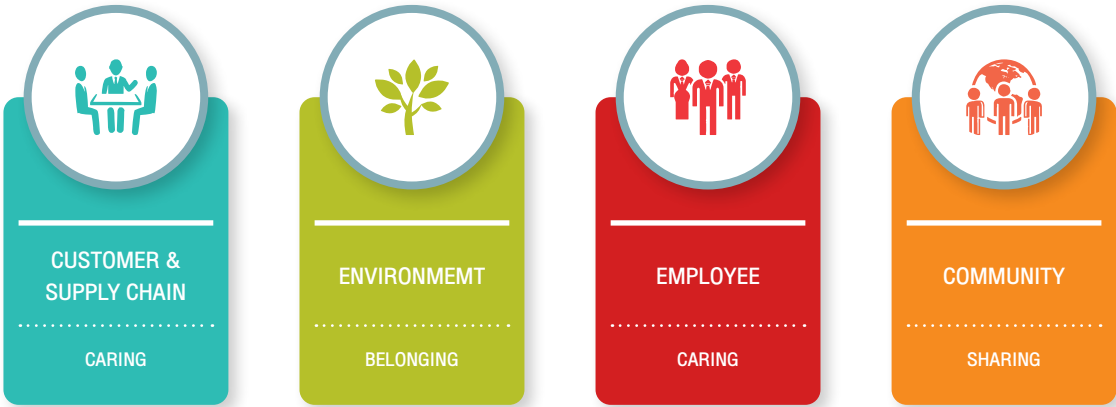 CUSTOMER &
SUPPLY CHAIN
CARING
ENVIRONMEMT
BELONGING
EMPLOYEE
CARING
COMMUNITY
SHARING